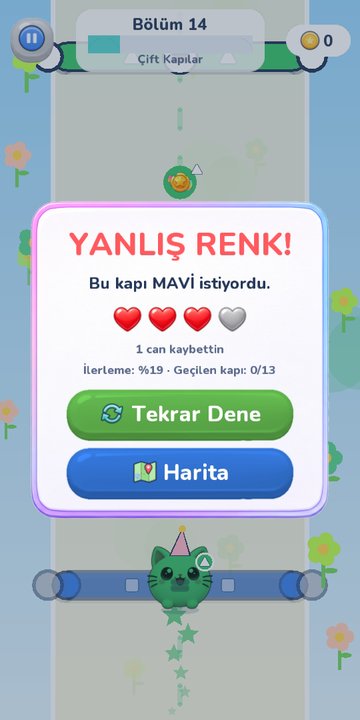 Bölüm 14
Çift Kapılar
0
YANLIŞ RENK!
Bu kapı MAVİ istiyordu.
1 can kaybettin
İlerleme: %19 · Geçilen kapı: 0/13
Tekrar Dene
Harita